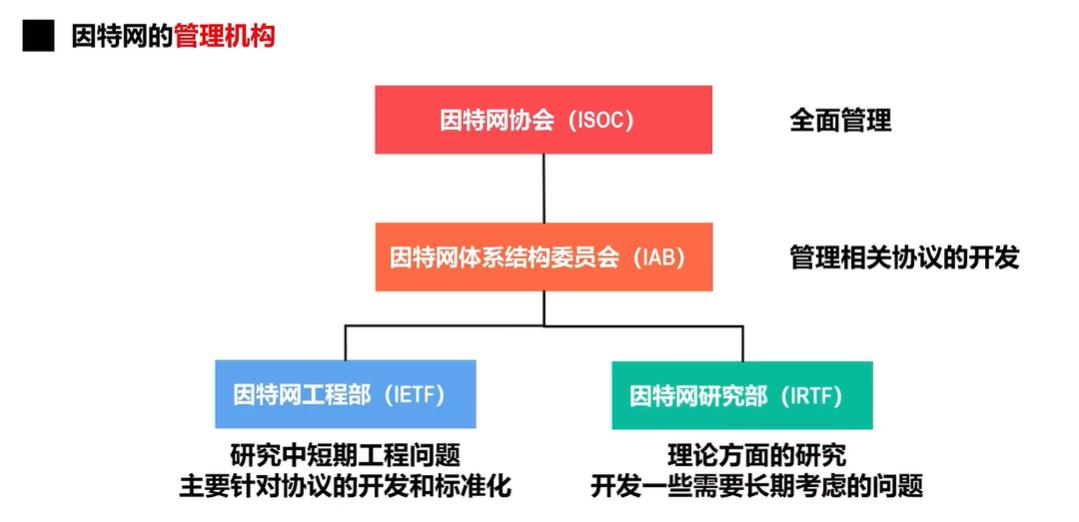 因特网的管理机构
因特网协会（ISOC）
全面管理
因特网体系结构委员会（IAB）
管理相关协议的开发
因特网工程部（IETF）
因特网研究部（IRTF）
研究中短期工程问题
主要针对协议的开发和标准化
理论方面的研究
开发一些需要长期考虑的问题